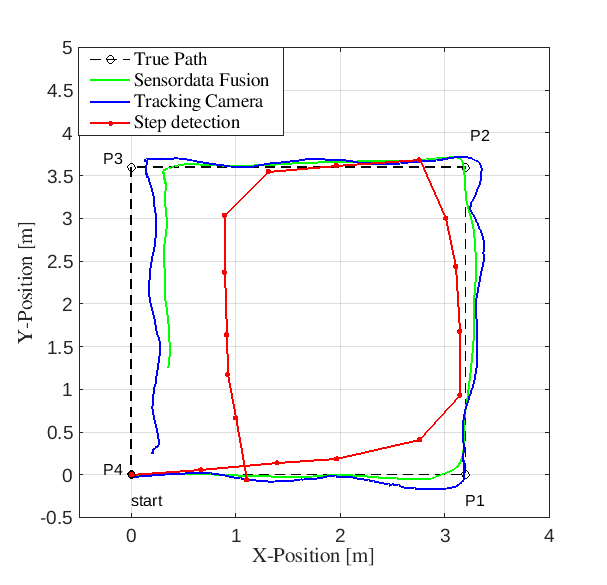 5
4.5
4
3.5
3
2.5
2
1.5
1
0.5
0
-0.5
Y-Position [m]
True Path
Sensordata Fusion
Tracking Camera
Step detection
P2
P3
P4
start
P1
0
1
2
3
4
X-Position [m]